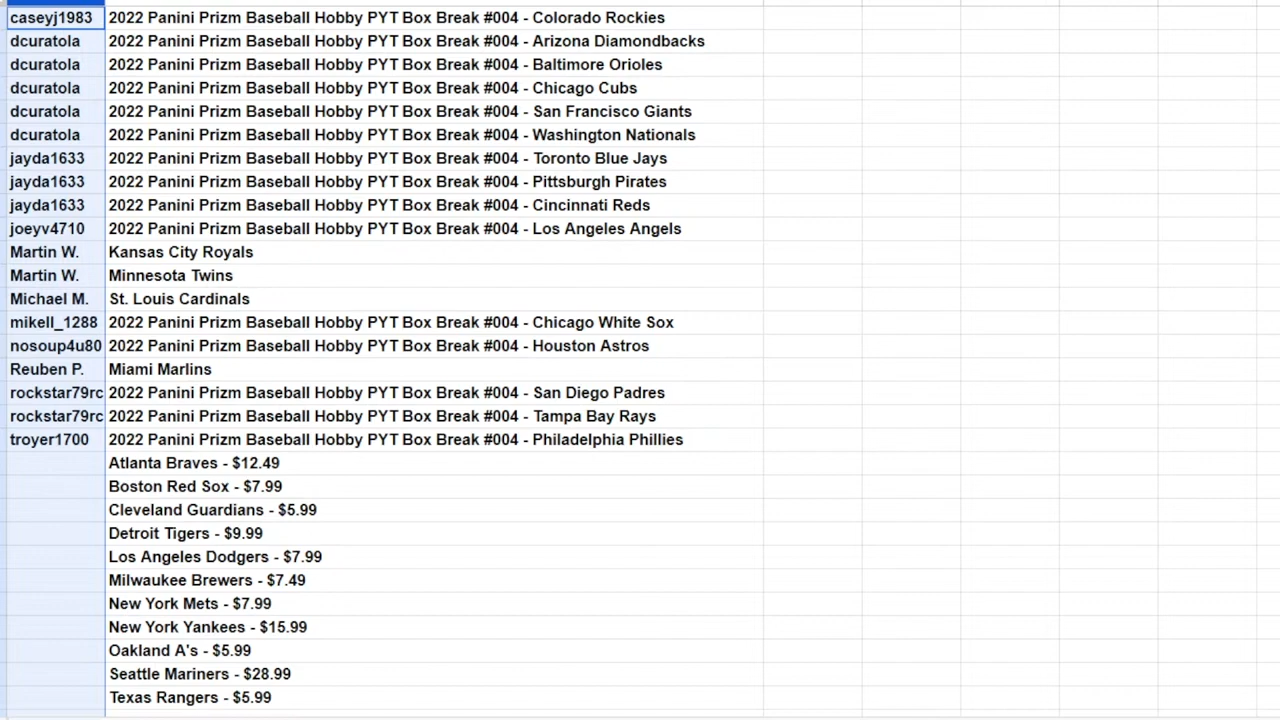 caseyj1983 2022 Panini Prizm Baseball Hobby PYT Box Break #004 - Colorado Rockies
dcuratola 2022 Panini Prizm Baseball Hobby PYT Box Break #004 - Arizona Diamondbacks
dcuratola 2022 Panini Prizm Baseball Hobby PYT Box Break #004 - Baltimore Orioles
dcuratola 2022 Panini Prizm Baseball Hobby PYT Box Break #004 - Chicago Cubs
dcuratola 2022 Panini Prizm Baseball Hobby PYT Box Break #004 - San Francisco Giants
dcuratola 2022 Panini Prizm Baseball Hobby PYT Box Break #004 - Washington Nationals
jayda1633 2022 Panini Prizm Baseball Hobby PYT Box Break #004 - Toronto Blue Jays
jayda1633 2022 Panini Prizm Baseball Hobby PYT Box Break #004 - Pittsburgh Pirates
jayda1633 2022 Panini Prizm Baseball Hobby PYT Box Break #004 - Cincinnati Reds
joeyv4710 2022 Panini Prizm Baseball Hobby PYT Box Break #004 - Los Angeles Angels
Martin W. Kansas City Royals
Martin W. Minnesota Twins
Michael M. St. Louis Cardinals
mikell_1288 2022 Panini Prizm Baseball Hobby PYT Box Break #004 - Chicago White Sox
nosoup4u80 2022 Panini Prizm Baseball Hobby PYT Box Break #004 - Houston Astros
Reuben P. Miami Marlins
rockstar79rc 2022 Panini Prizm Baseball Hobby PYT Box Break #004 - San Diego Padres
rockstar79rc 2022 Panini Prizm Baseball Hobby PYT Box Break #004 - Tampa Bay Rays
troyer1700 2022 Panini Prizm Baseball Hobby PYT Box Break #004 - Philadelphia Phillies
Atlanta Braves - $12.49
Boston Red Sox - $7.99
Cleveland Guardians - $5.99
Detroit Tigers - $9.99
Los Angeles Dodgers - $7.99
Milwaukee Brewers - $7.49
New York Mets - $7.99
New York Yankees - $15.99
Oakland A's - $5.99
Seattle Mariners - $28.99
Texas Rangers - $5.99